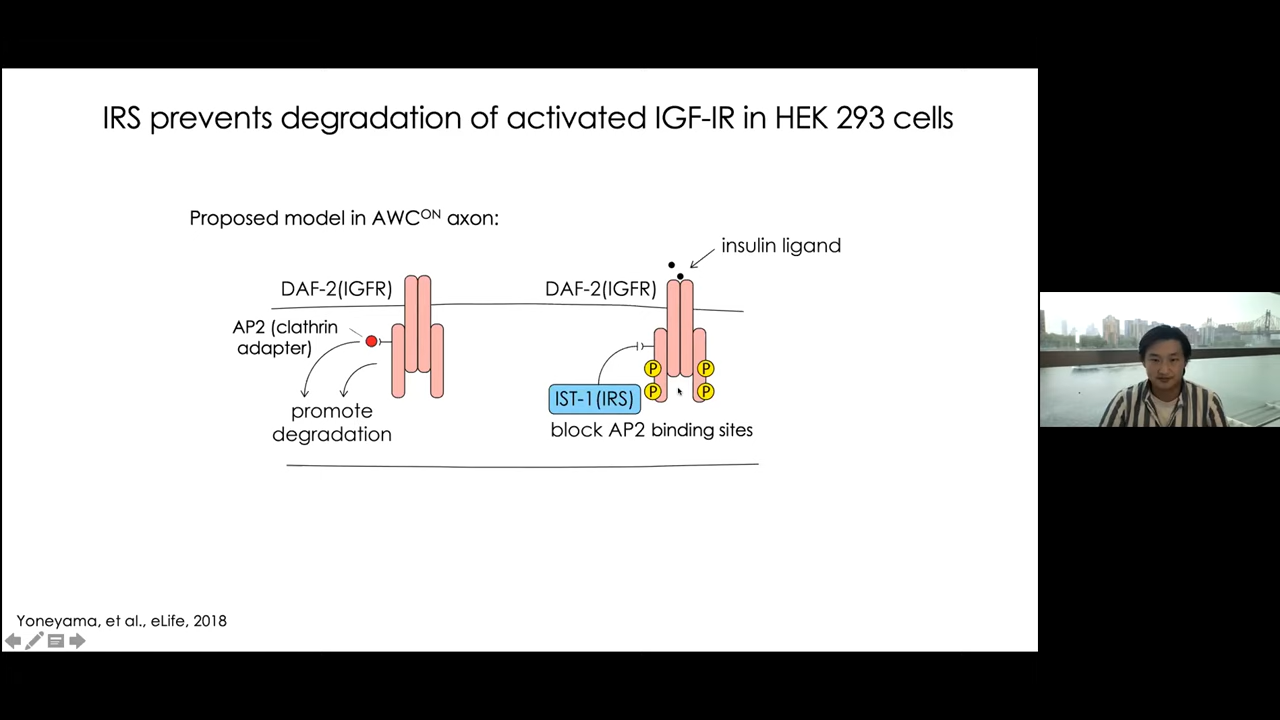 IRS prevents degradation of activated IGF-IR in HEK 293 cells
Proposed model in AWCᴼᴺ axon:
insulin ligand
DAF-2(IGFR)
DAF-2(IGFR)
AP2 (clathrin
adapter)
P
P
P
P
IST-1(IRS)
promote
degradation
block AP2 binding sites
Yoneyama, et al., eLife, 2018